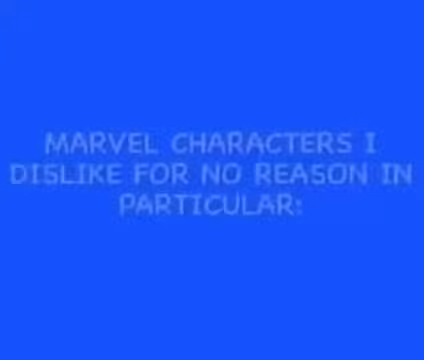 MARVEL CHARACTERS I
DISLIKE FOR NO REASON IN
PARTICULAR: